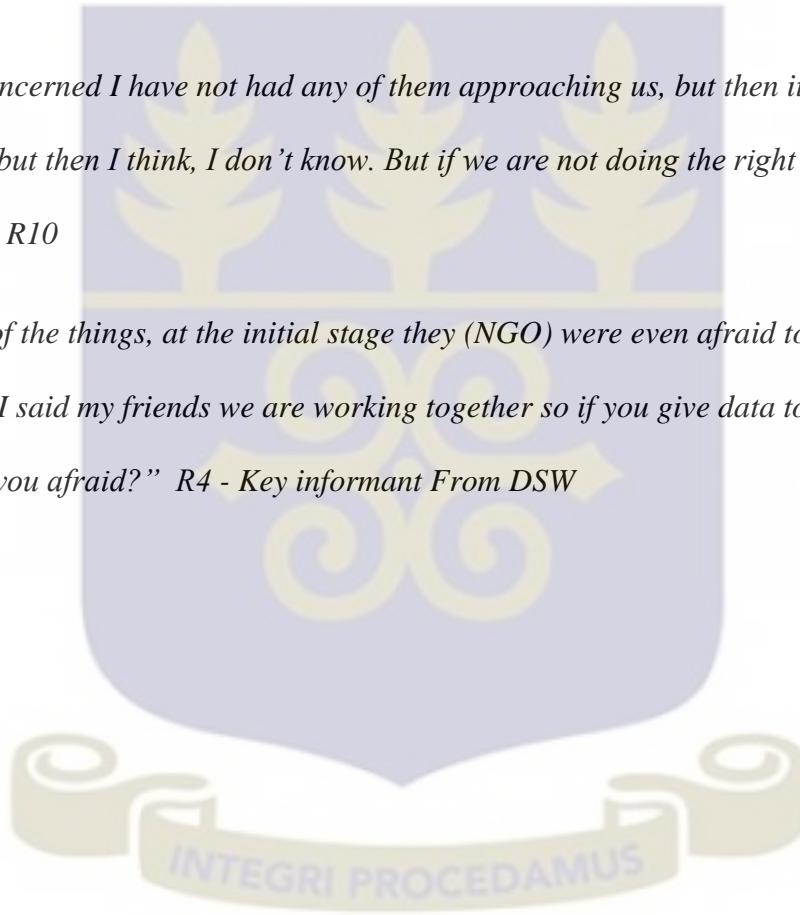 ncerned I have not had any of them approaching us, but then i
but then I think, I don't know. But if we are not doing the right
R10
of the things, at the initial stage they (NGO) were even afraid to
I said my friends we are working together so if you give data to
you afraid?” R4 - Key informant From DSW
INTEGRI PROCEDAMUS